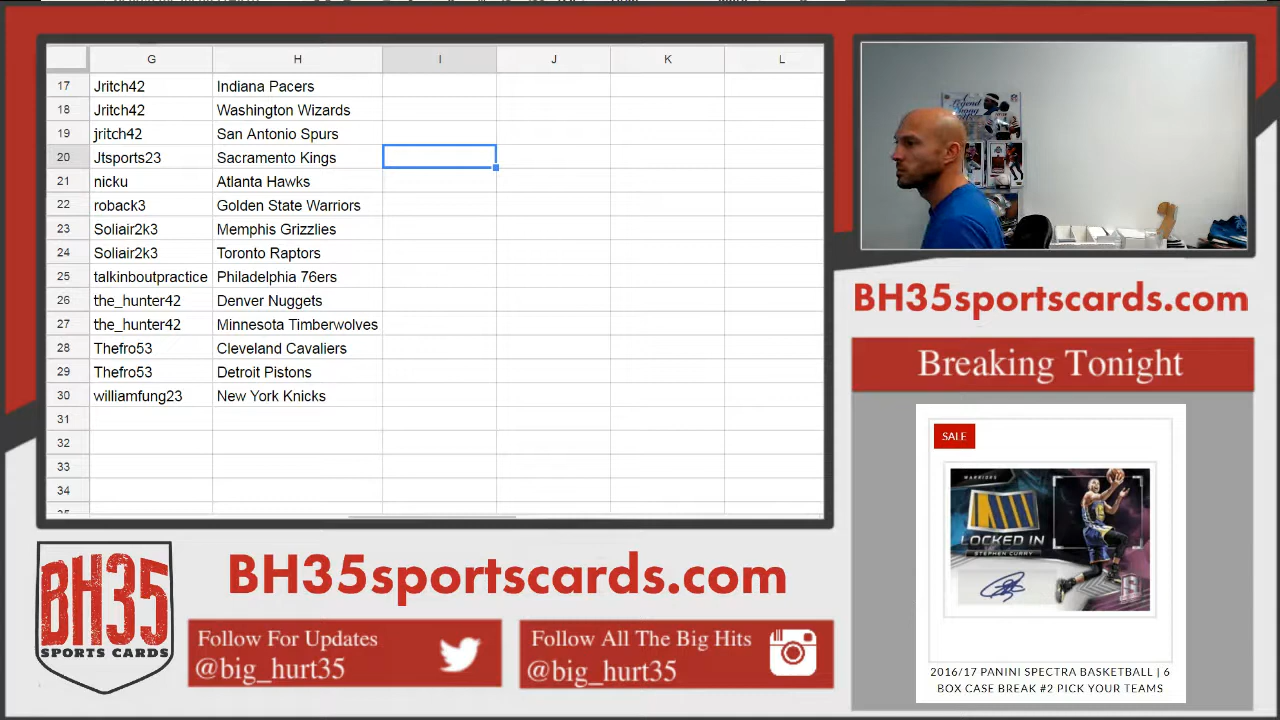 G H I J K L
17 Jritch42 Indiana Pacers
18 Jritch42 Washington Wizards
19 jritch42 San Antonio Spurs
20 Jtsports23 Sacramento Kings
21 nicku Atlanta Hawks
22 roback3 Golden State Warriors
23 Soliair2k3 Memphis Grizzlies
24 Soliair2k3 Toronto Raptors
25 talkinboutpractice Philadelphia 76ers
26 the_hunter42 Denver Nuggets
27 the_hunter42 Minnesota Timberwolves
28 Thefro53 Cleveland Cavaliers
29 Thefro53 Detroit Pistons
30 williamfung23 New York Knicks
31
32
33
34
BH35sportscards.com
Breaking Tonight
SALE
WARRIORS
LOCKED IN
STEPHEN CURRY
2016/17 PANINI SPECTRA BASKETBALL | 6
BOX CASE BREAK #2 PICK YOUR TEAMS
BH35
SPORTS CARDS
BH35sportscards.com
Follow For Updates
@big_hurt35
Follow All The Big Hits
@big_hurt35